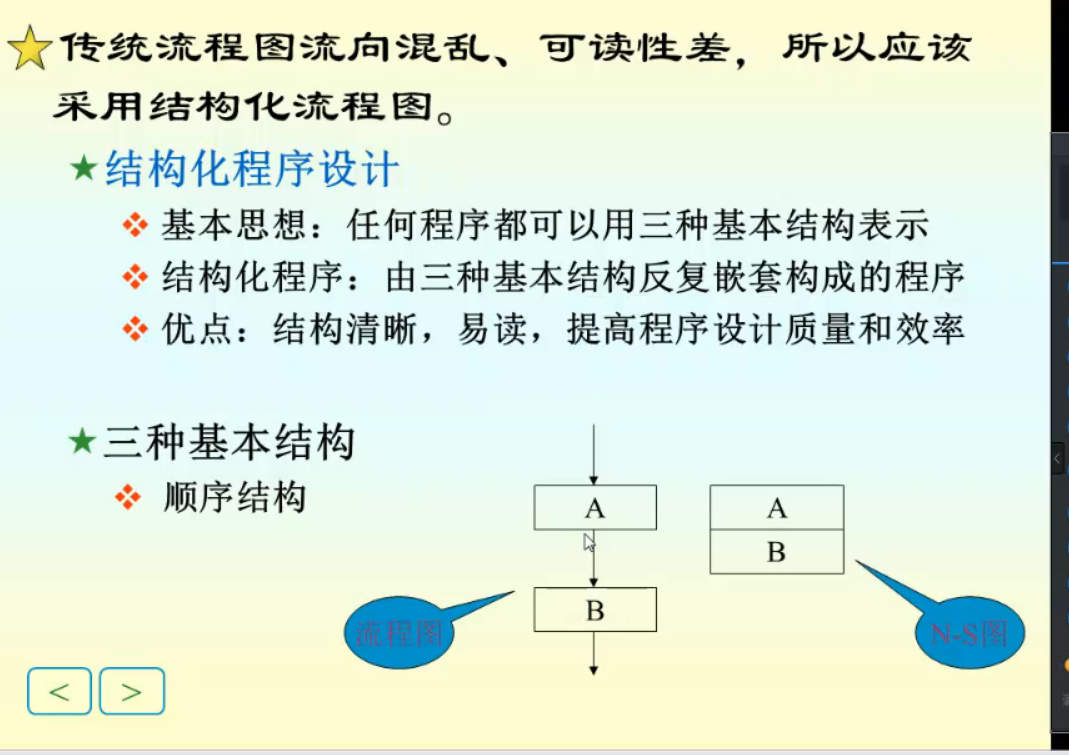 传统流程图流向混乱、可读性差，所以应该
采用结构化流程图。
结构化程序设计
基本思想：任何程序都可以用三种基本结构表示
结构化程序：由三种基本结构反复嵌套构成的程序
优点：结构清晰，易读，提高程序设计质量和效率
三种基本结构
顺序结构
A
B
A
B
流程图
N-S图
< >